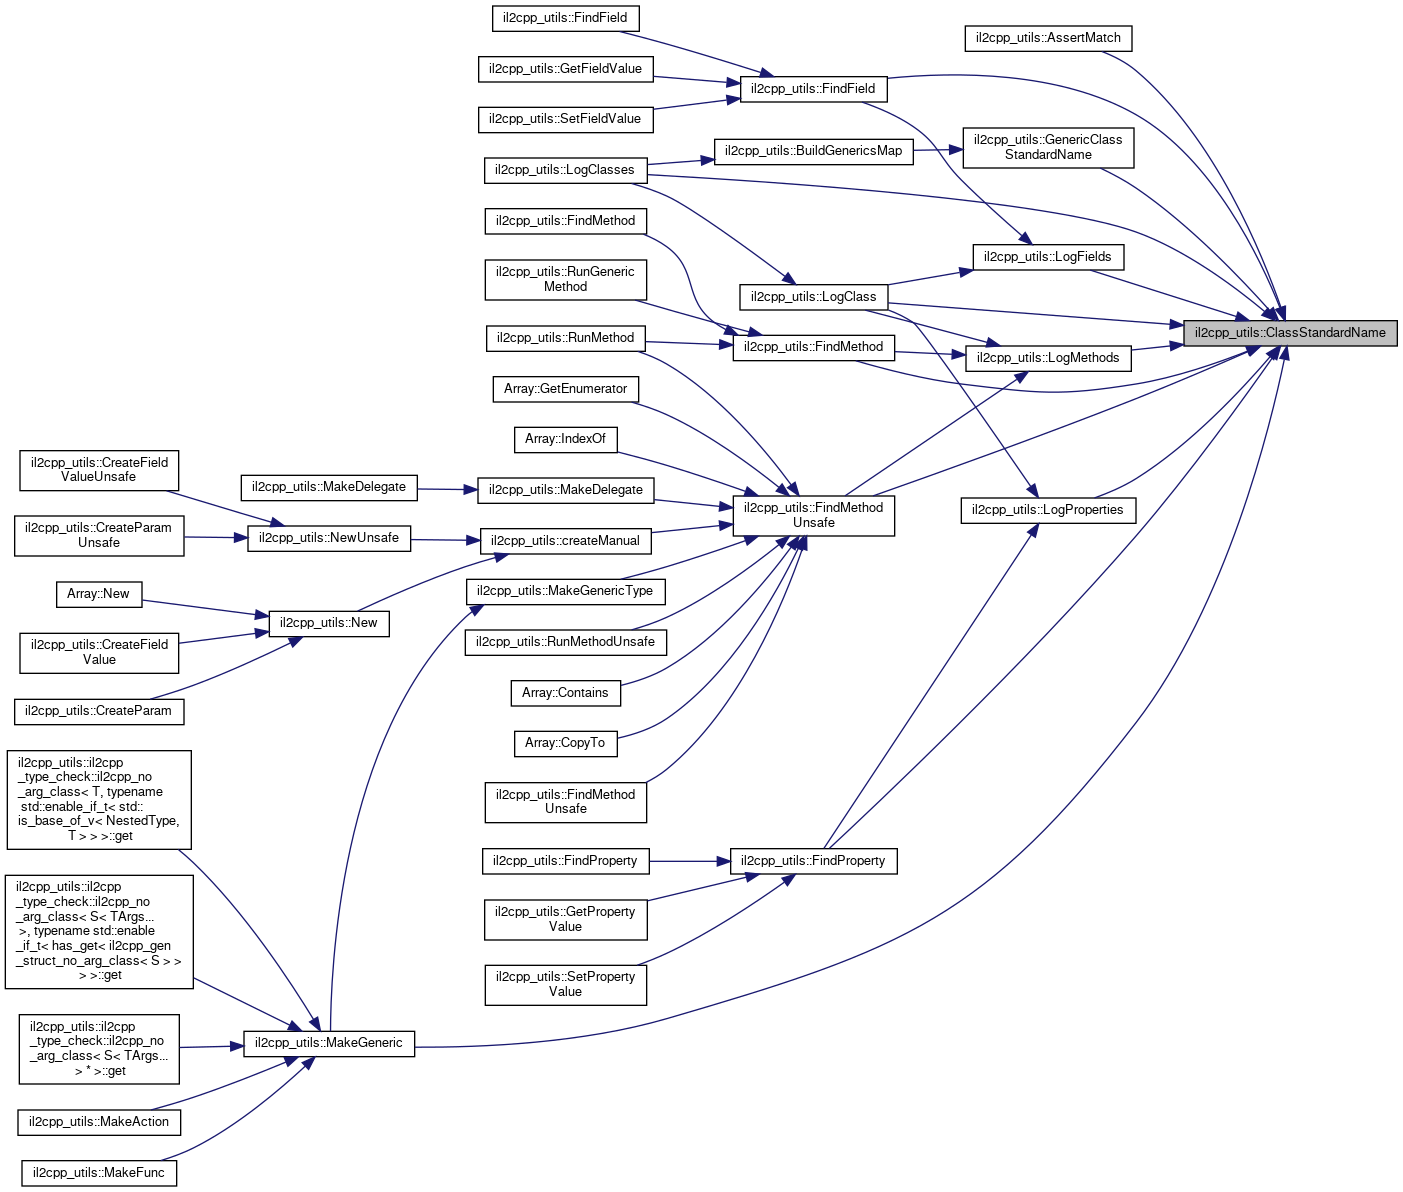 il2cpp_utils::FindField
il2cpp_utils::AssertMatch
il2cpp_utils::GetFieldValue
il2cpp_utils::FindField
il2cpp_utils::SetFieldValue
il2cpp_utils::GenericClass
StandardName
il2cpp_utils::BuildGenericsMap
il2cpp_utils::LogClasses
il2cpp_utils::FindMethod
il2cpp_utils::LogFields
il2cpp_utils::RunGeneric
Method
il2cpp_utils::LogClass
il2cpp_utils::ClassStandardName
il2cpp_utils::RunMethod
il2cpp_utils::FindMethod
il2cpp_utils::LogMethods
Array::GetEnumerator
Array::IndexOf
il2cpp_utils::CreateField
ValueUnsafe
il2cpp_utils::MakeDelegate
il2cpp_utils::MakeDelegate
il2cpp_utils::FindMethod
Unsafe
il2cpp_utils::LogProperties
il2cpp_utils::CreateParam
Unsafe
il2cpp_utils::NewUnsafe
il2cpp_utils::createManual
Array::New
il2cpp_utils::MakeGenericType
il2cpp_utils::New
il2cpp_utils::CreateField
Value
il2cpp_utils::RunMethodUnsafe
Array::Contains
il2cpp_utils::CreateParam
Array::CopyTo
il2cpp_utils::il2cpp
_type_check::il2cpp_no
_arg_class< T, typename
std::enable_if_t< std::
is_base_of_v< NestedType,
T > > >::get
il2cpp_utils::FindMethod
Unsafe
il2cpp_utils::FindProperty
il2cpp_utils::FindProperty
il2cpp_utils::il2cpp
_type_check::il2cpp_no
_arg_class< S< TArgs...
>, typename std::enable
_if_t< has_get< il2cpp_gen
_struct_no_arg_class< S > >
> >::get
il2cpp_utils::GetProperty
Value
il2cpp_utils::SetProperty
Value
il2cpp_utils::il2cpp
_type_check::il2cpp_no
_arg_class< S< TArgs...
> * >::get
il2cpp_utils::MakeGeneric
il2cpp_utils::MakeAction
il2cpp_utils::MakeFunc